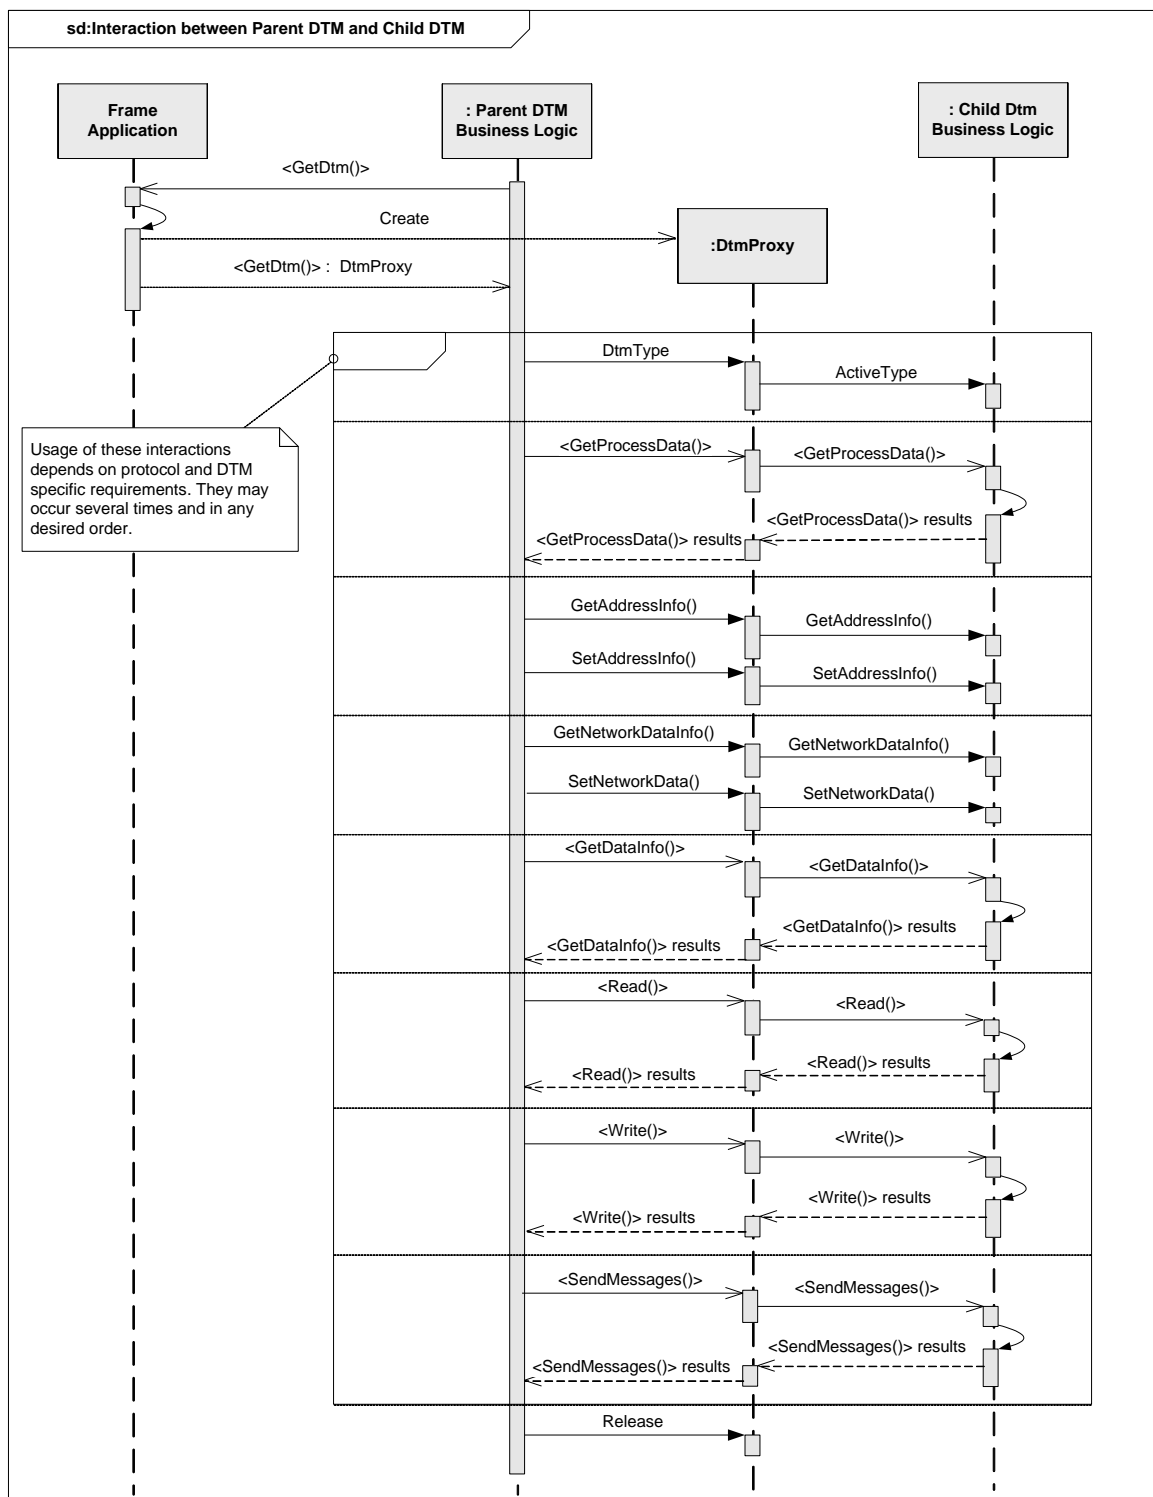 sd:Interaction between Parent DTM and Child DTM
Frame
Application
: Parent DTM
Business Logic
: Child Dtm
Business Logic
<GetDtm()>
Create
:DtmProxy
<GetDtm()> :  DtmProxy
DtmType
ActiveType
Usage of these interactions
depends on protocol and DTM
specific requirements. They may
occur several times and in any
desired order.
<GetProcessData()>
<GetProcessData()>
<GetProcessData()> results
<GetProcessData()> results
GetAddressInfo()
GetAddressInfo()
SetAddressInfo()
SetAddressInfo()
GetNetworkDataInfo()
GetNetworkDataInfo()
SetNetworkData()
SetNetworkData()
<GetDataInfo()>
<GetDataInfo()>
<GetDataInfo()> results
<GetDataInfo()> results
<Read()>
<Read()>
<Read()> results
<Read()> results
<Write()>
<Write()>
<Write()> results
<Write()> results
<SendMessages()>
<SendMessages()>
<SendMessages()> results
<SendMessages()> results
Release